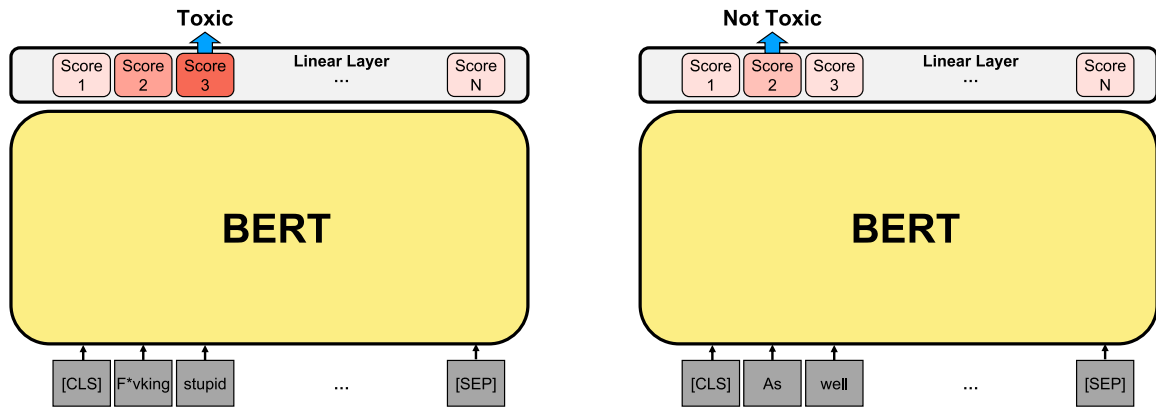 Toxic
Linear Layer
Score 1
Score 2
Score 3
...
Score N
BERT
[CLS]
F*vking
stupid
...
[SEP]
Not Toxic
Linear Layer
Score 1
Score 2
Score 3
...
Score N
BERT
[CLS]
As
well
...
[SEP]